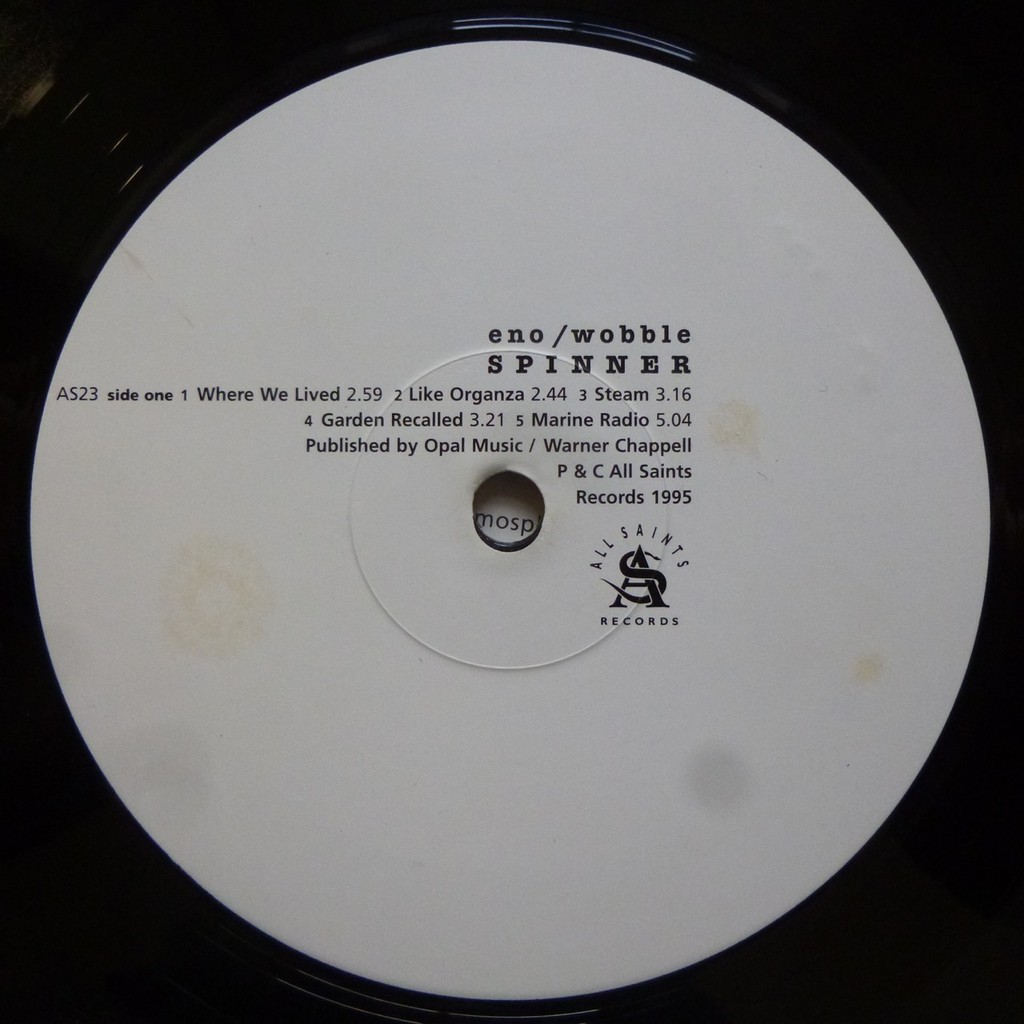 eno/wobble
SPINNER
AS23 side one 1 Where We Lived 2.59 2 Like Organza 2.44 3 Steam 3.16
4 Garden Recalled 3.21 5 Marine Radio 5.04
Published by Opal Music / Warner Chappell
P & C All Saints
Records 1995
mosp
ALL SAINTS
AS
RECORDS